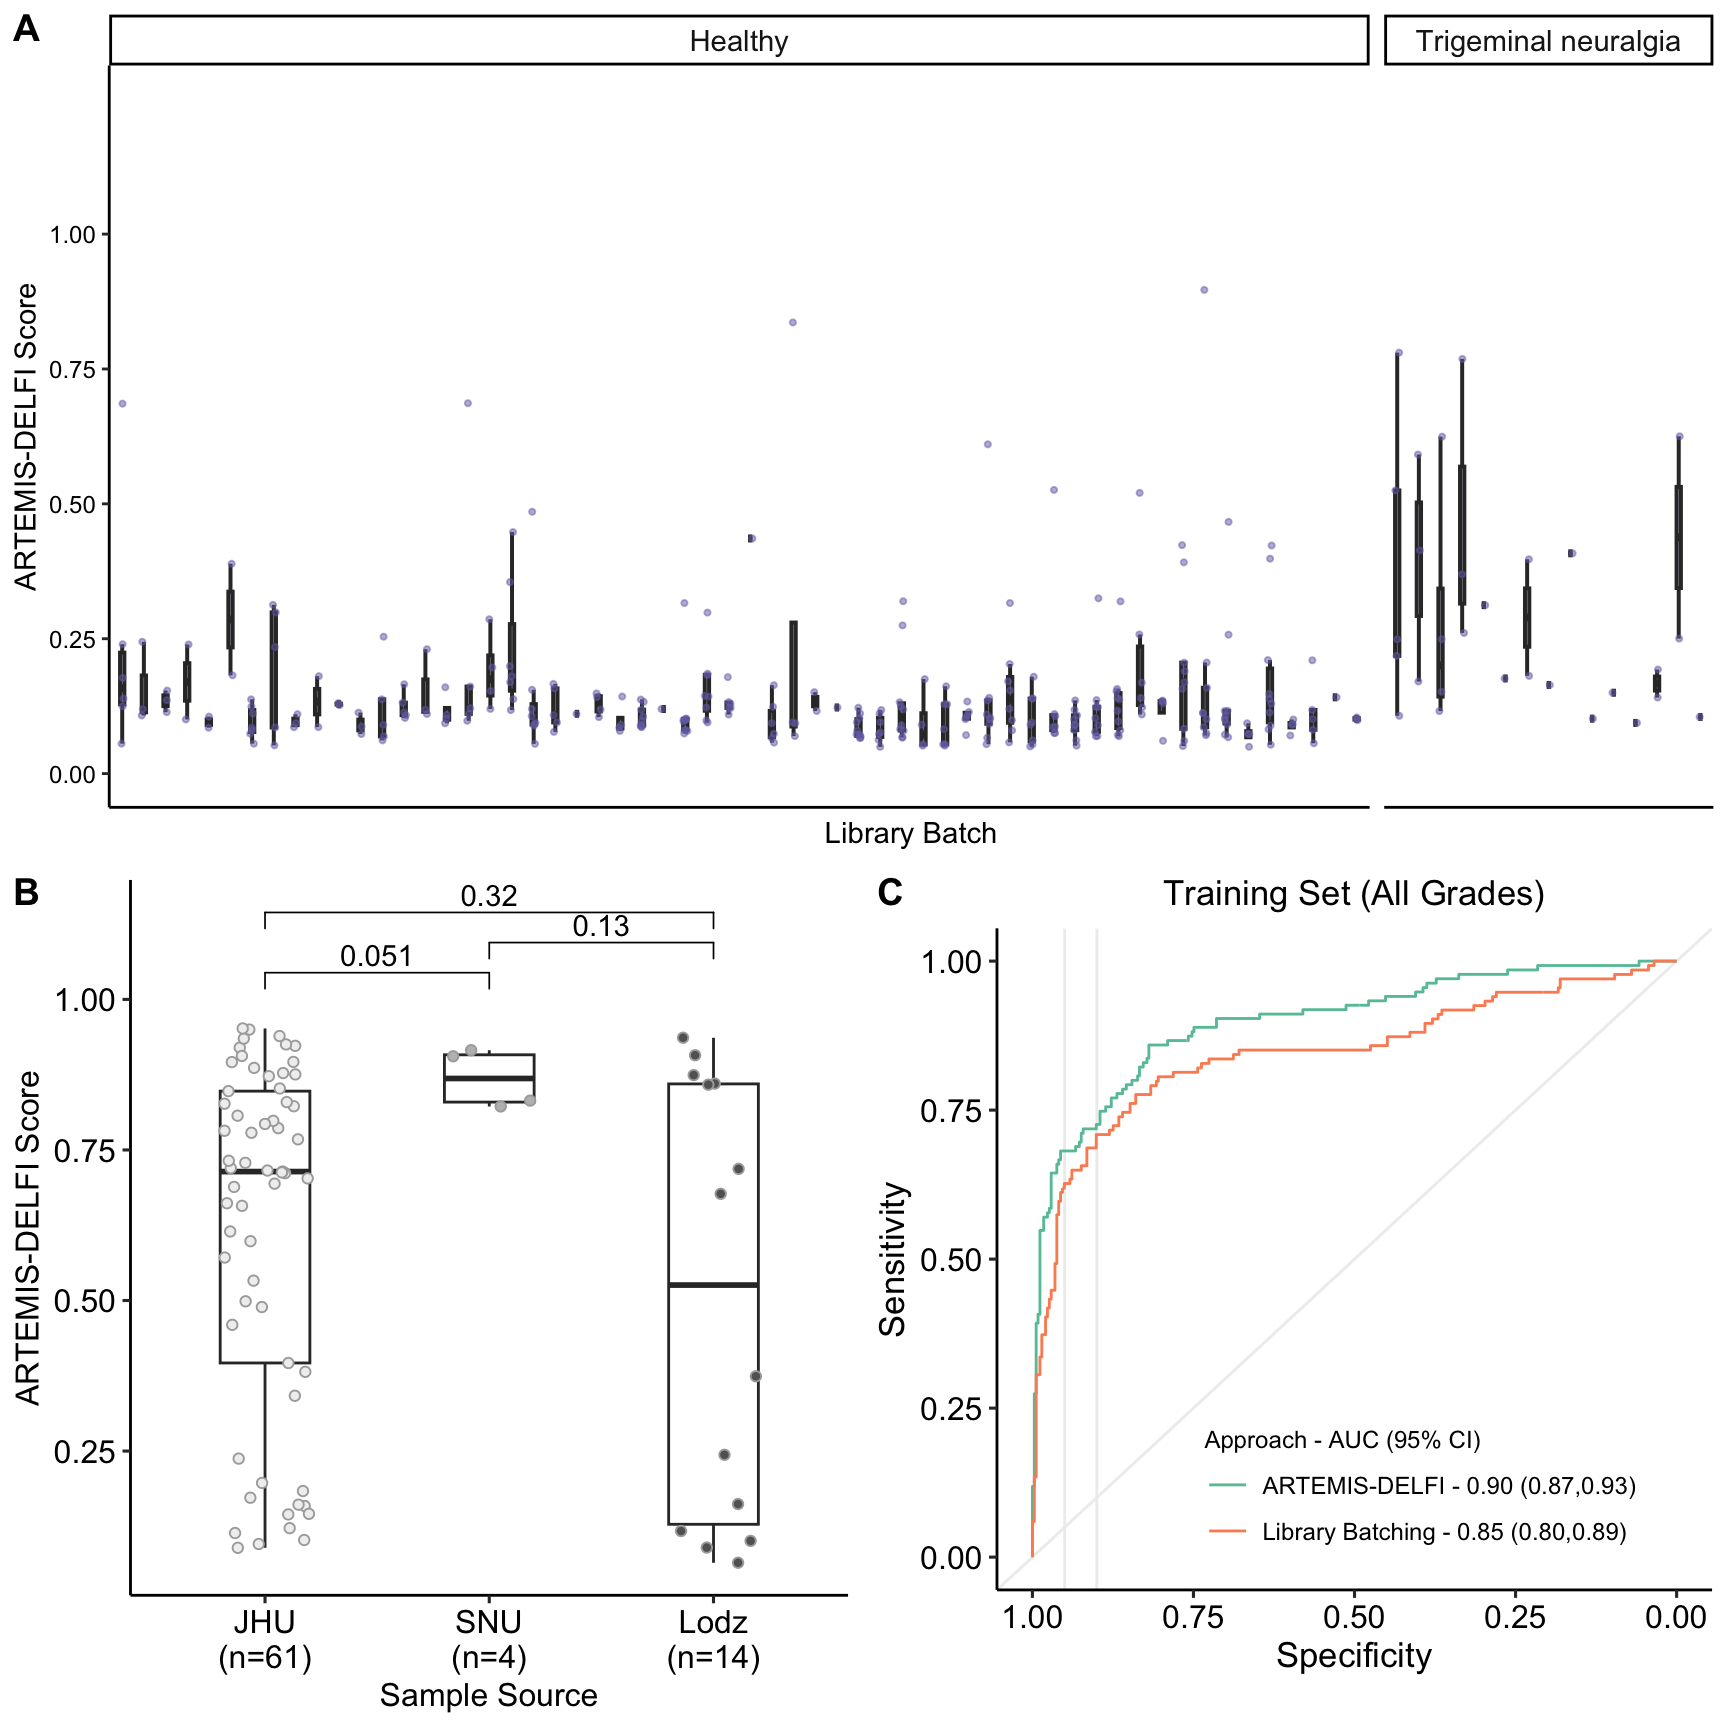 A
Healthy
Trigeminal neuralgia
ARTEMIS-DELFI Score
1.00
0.75
0.50
0.25
0.00
Library Batch
B
0.32
0.13
0.051
ARTEMIS-DELFI Score
1.00
0.75
0.50
0.25
JHU
(n=61)
SNU
(n=4)
Lodz
(n=14)
Sample Source
C
Training Set (All Grades)
Sensitivity
1.00
0.75
0.50
0.25
0.00
Approach - AUC (95% CI)
ARTEMIS-DELFI - 0.90 (0.87,0.93)
Library Batching - 0.85 (0.80,0.89)
1.00 0.75 0.50 0.25 0.00
Specificity